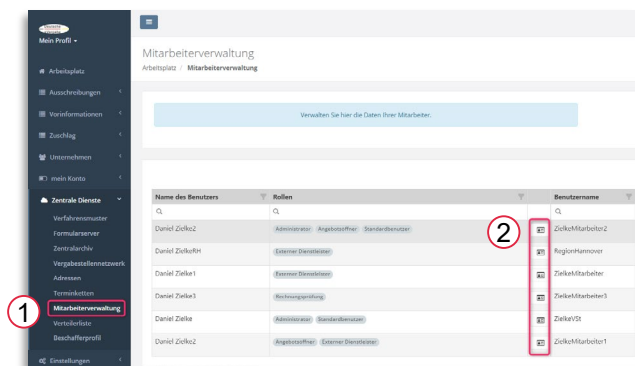 Mein Profil
Arbeitsplatz
Ausschreibungen
Vorinformationen
Zuschlag
Unternehmen
mein Konto
Zentrale Dienste
Verfahrensmuster
Formularserver
Zentralarchiv
Vergabestellennetzwerk
Adressen
Terminketten
1
Mitarbeiterverwaltung
Verteilerliste
Beschafferprofil
Einstellungen
Mitarbeiterverwaltung
Arbeitsplatz / Mitarbeiterverwaltung
Verwalten Sie hier die Daten Ihrer Mitarbeiter.
Name des Benutzers Rollen Benutzername
2
Daniel Zielke2 Administrator Angebotsöffner Standardbenutzer ZielkeMitarbeiter2
Daniel ZielkeRH Externer Dienstleister RegionHannover
Daniel Zielke1 Externer Dienstleister ZielkeMitarbeiter
Daniel Zielke3 Rechnungsprüfung ZielkeMitarbeiter3
Daniel Zielke Administrator Standardbenutzer ZielkeVSt
Daniel Zielke2 Angebotsöffner Externer Dienstleister ZielkeMitarbeiter1